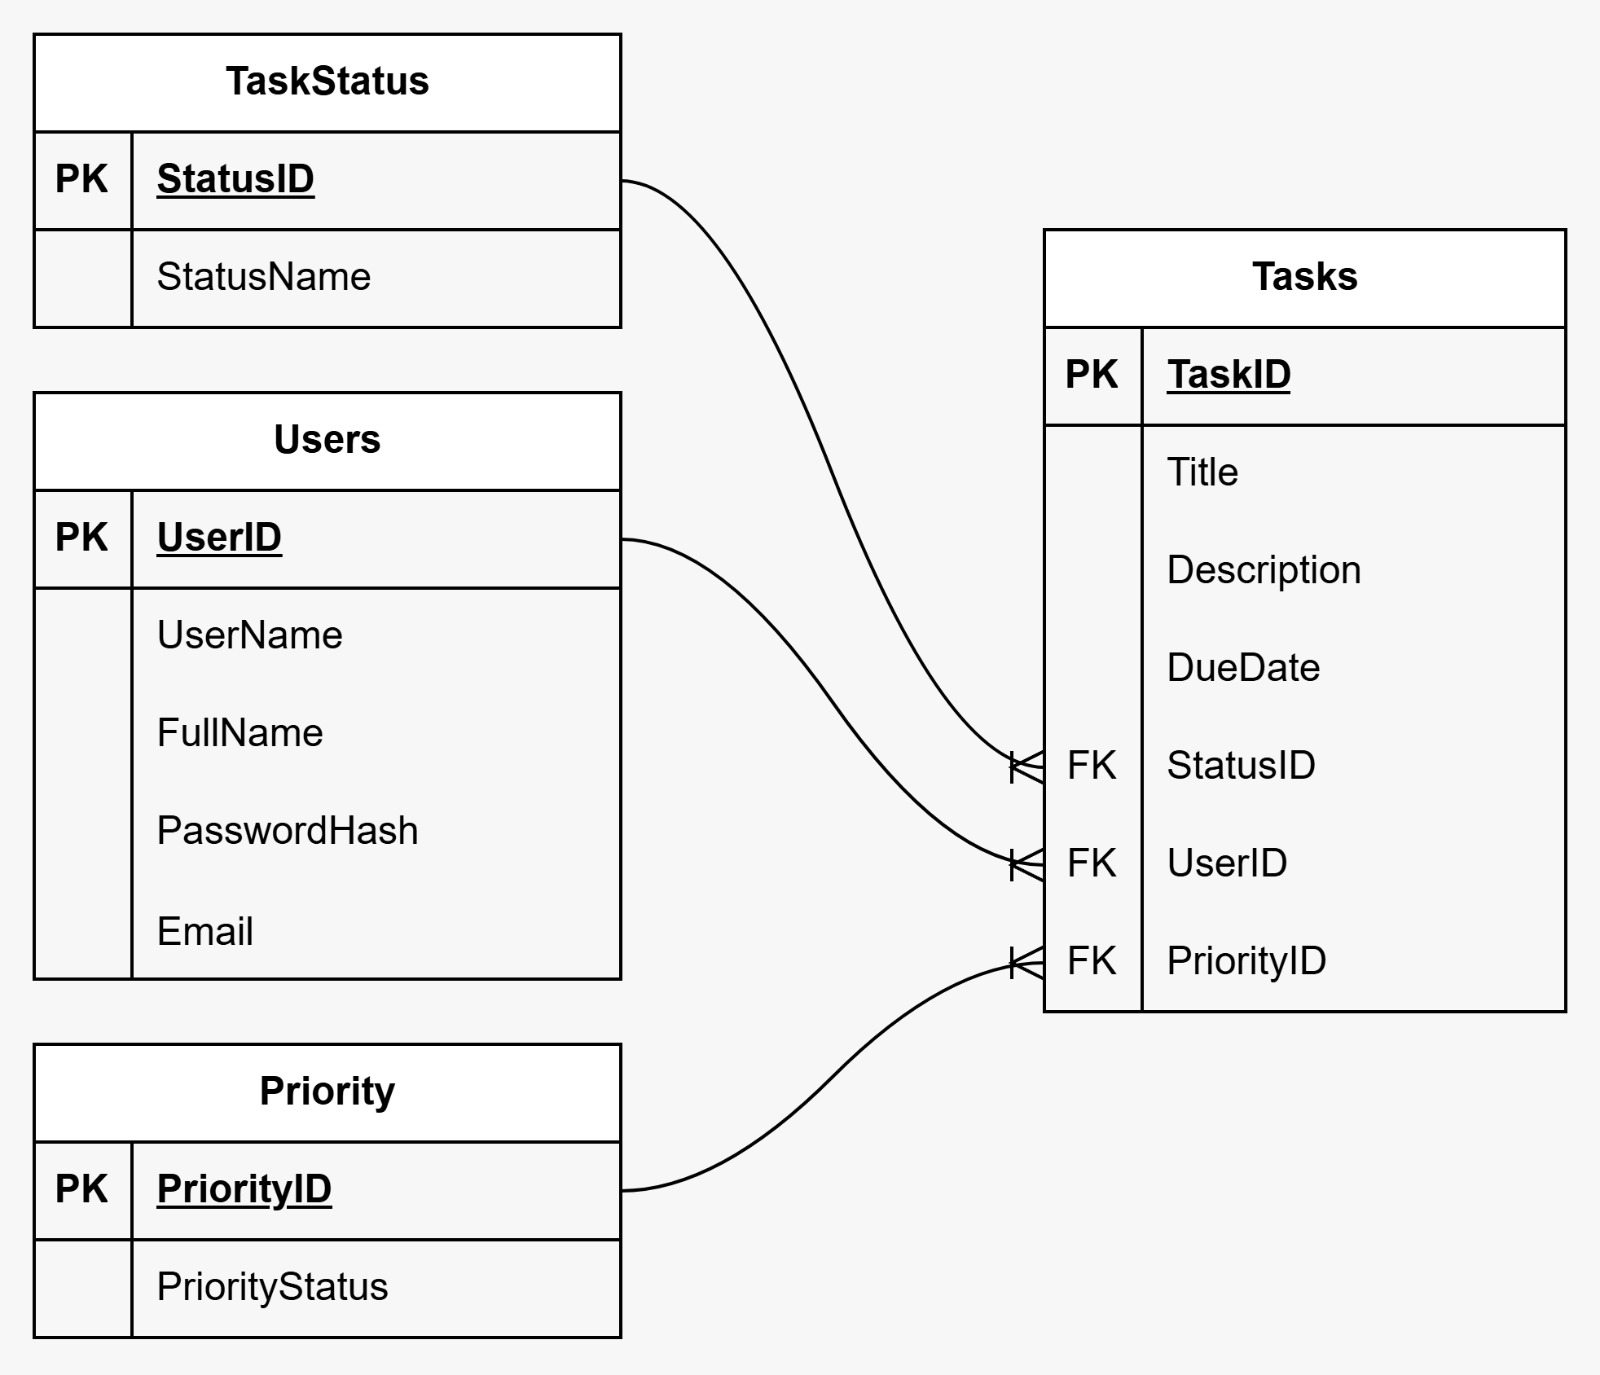 TaskStatus
PK StatusID
StatusName
Users
PK UserID
UserName
FullName
PasswordHash
Email
Priority
PK PriorityID
PriorityStatus
Tasks
PK TaskID
Title
Description
DueDate
FK StatusID
FK UserID
FK PriorityID